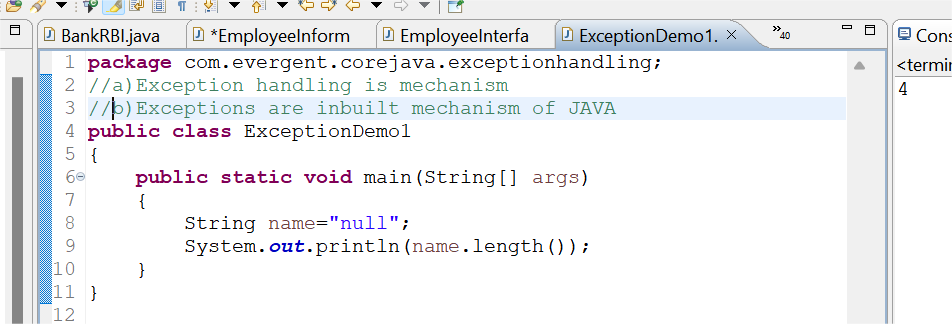 BankRBI.java
*EmployeeInform
EmployeeInterfa
ExceptionDemo1.
40
Cons
<termin
4
1 package com.evergent.corejava.exceptionhandling;
2 //a)Exception handling is mechanism
3 //b)Exceptions are inbuilt mechanism of JAVA
4 public class ExceptionDemo1
5 {
6 public static void main(String[] args)
7 {
8 String name="null";
9 System.out.println(name.length());
10 }
11 }
12